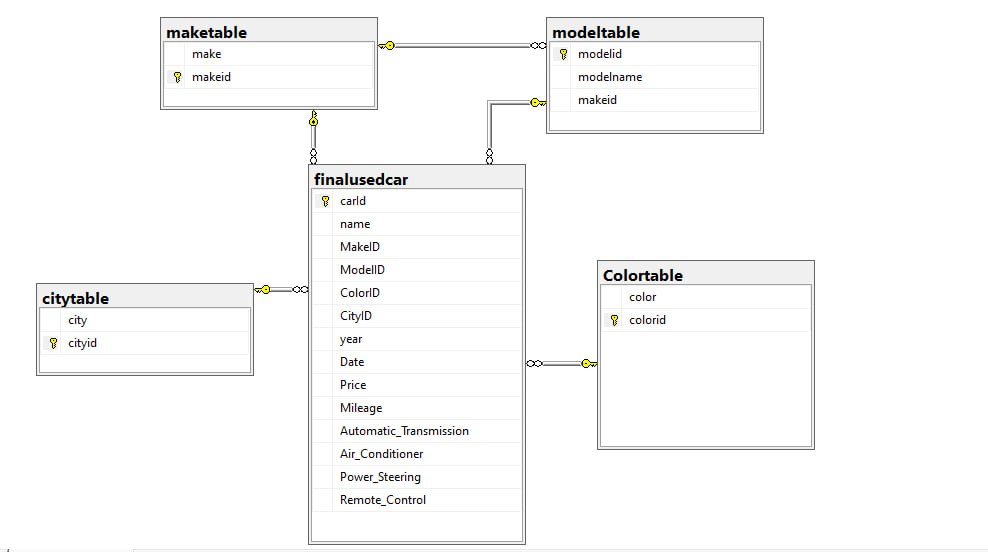 maketable
make
makeid
modeltable
modelid
modelname
makeid
finalusedcar
carId
name
MakeID
ModelID
ColorID
CityID
year
Date
Price
Mileage
Automatic_Transmission
Air_Conditioner
Power_Steering
Remote_Control
citytable
city
cityid
Colortable
color
colorid